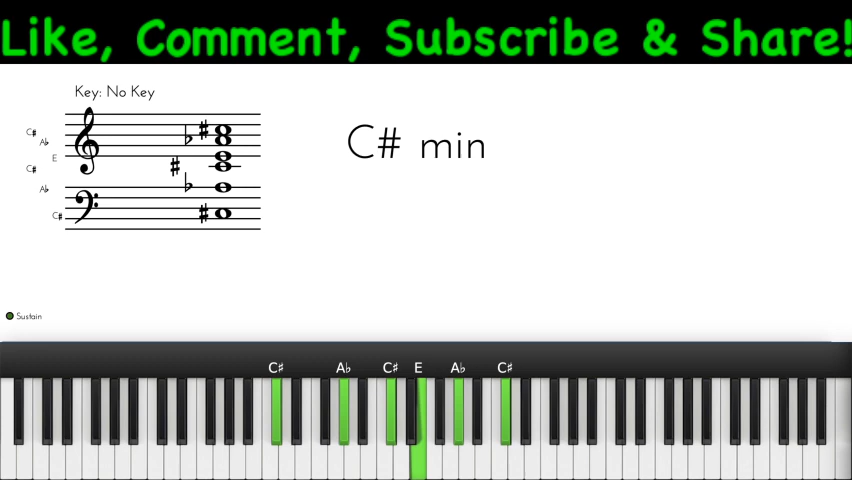 Like, Comment, Subscribe & Share!
Key: No Key
C# min
C♯
A♭
E
C♯
A♭
C♯
Sustain
C♯ A♭ C♯ E A♭ C♯